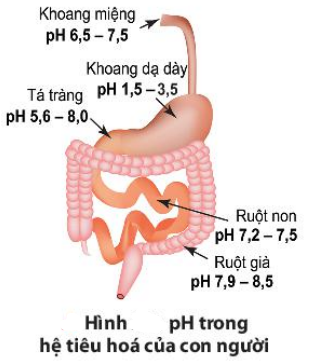 Khoang miệng
pH 6,5 – 7,5
Khoang dạ dày
pH 1,5 – 3,5
Tá tràng
pH 5,6 – 8,0
Ruột non
pH 7,2 – 7,5
Ruột già
pH 7,9 – 8,5
Hình pH trong
hệ tiêu hoá của con người